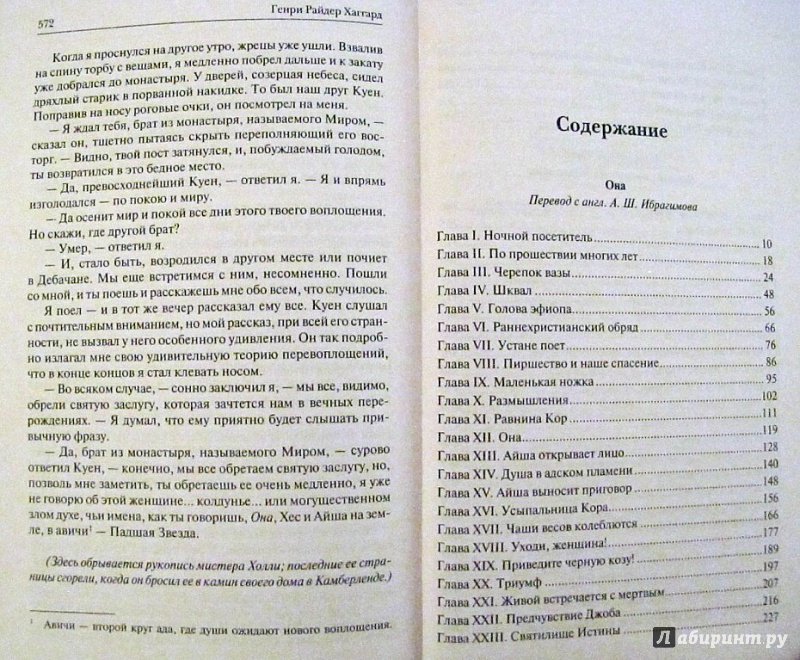 572
Генри Райдер Хаггард
Когда я проснулся на другое утро, жрецы уже ушли. Взвалив
на спину торбу с вещами, я медленно побрел дальше и к закату
уже добрался до монастыря. У дверей, созерцая небеса, сидел
дряхлый старик в порванной накидке. То был наш друг Куен.
Поправив на носу роговые очки, он посмотрел на меня.
— Я ждал тебя, брат из монастыря, называемого Миром, —
сказал он, тщетно пытаясь скрыть переполняющий его вос-
торг. — Видно, твой пост затянулся, и, побуждаемый голодом,
ты возвратился в это бедное место.
— Да, превосходнейший Куен, — ответил я. — Я и впрямь
изголодался — по покою и миру.
— Да осенит мир и покой все дни этого твоего воплощения.
Но скажи, где другой брат?
— Умер, — ответил я.
— И, стало быть, возродился в другом месте или почиет
в Дебачане. Мы еще встретимся с ним, несомненно. Пошли
со мной, и ты поешь и расскажешь мне обо всем, что случилось.
Я поел — и в тот же вечер рассказал ему все. Куен слушал
с почтительным вниманием, но мой рассказ, при всей его стран-
ности, не вызвал у него особенного удивления. Он так подроб-
но излагал мне свою удивительную теорию перевоплощений,
что в конце концов я стал клевать носом.
— Во всяком случае, — сонно заключил я, — мы все, видимо,
обрели святую заслугу, которая зачтется нам в вечных пере-
рождениях. — Я думал, что ему приятно будет слышать при-
вычную фразу.
— Да, брат из монастыря, называемого Миром, — сурово
ответил Куен, — конечно, мы все обретаем святую заслугу, но,
позволь мне заметить, ты обретаешь ее очень медленно, я уже
не говорю об этой женщине... колдунье... или могущественном
злом духе, чьи имена, как ты говоришь, Она, Хес и Айша на зем-
ле, в авичи¹ — Падшая Звезда.
(Здесь обрывается рукопись мистера Холли; последние ее стра-
ницы сгорели, когда он бросил ее в камин своего дома в Камберленде.)
¹ Авичи — второй круг ада, где души ожидают нового воплощения.
Содержание
Она
Перевод с англ. А. Ш. Ибрагимова
Глава I. Ночной посетитель 10
Глава II. По прошествии многих лет 18
Глава III. Черепок вазы 24
Глава IV. Шквал 48
Глава V. Голова эфиопа 56
Глава VI. Раннехристианский обряд 66
Глава VII. Устане поет 76
Глава VIII. Пиршество и наше спасение 86
Глава IX. Маленькая ножка 95
Глава X. Размышления 102
Глава XI. Равнина Кор 111
Глава XII. Она 119
Глава XIII. Айша открывает лицо 128
Глава XIV. Душа в адском пламени 140
Глава XV. Айша выносит приговор 148
Глава XVI. Усыпальница Кора 156
Глава XVII. Чаши весов колеблются 166
Глава XVIII. Уходи, женщина! 177
Глава XIX. Приведите черную козу! 189
Глава XX. Триумф 197
Глава XXI. Живой встречается с мертвым 207
Глава XXII. Предчувствие Джоба 216
Глава XXIII. Святилище Истины 227
Лабиринт.ру